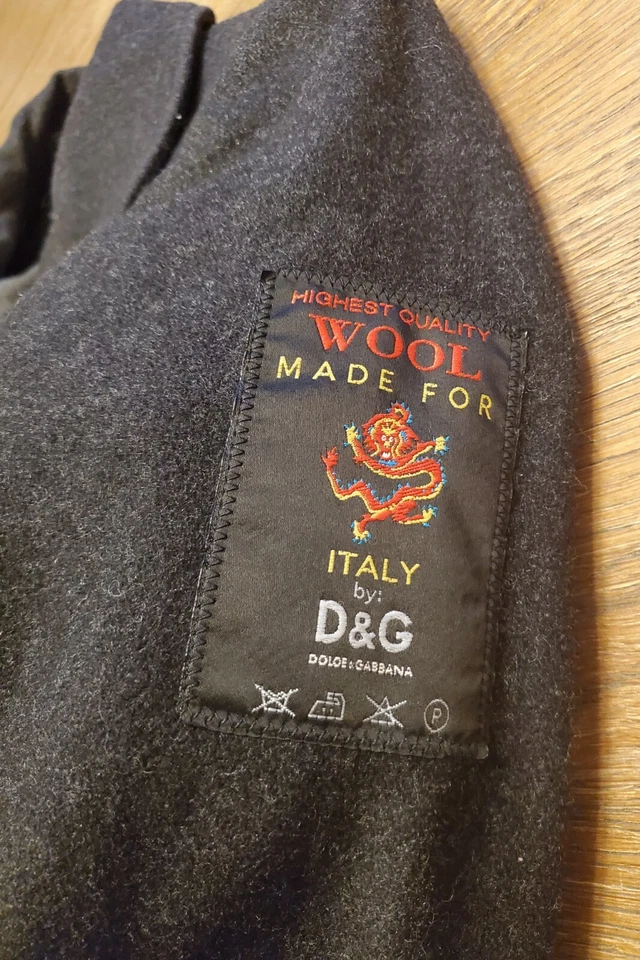 HIGHEST QUALITY
WOOL
MADE FOR
ITALY
by:
D&G
DOLCE&GABBANA
P